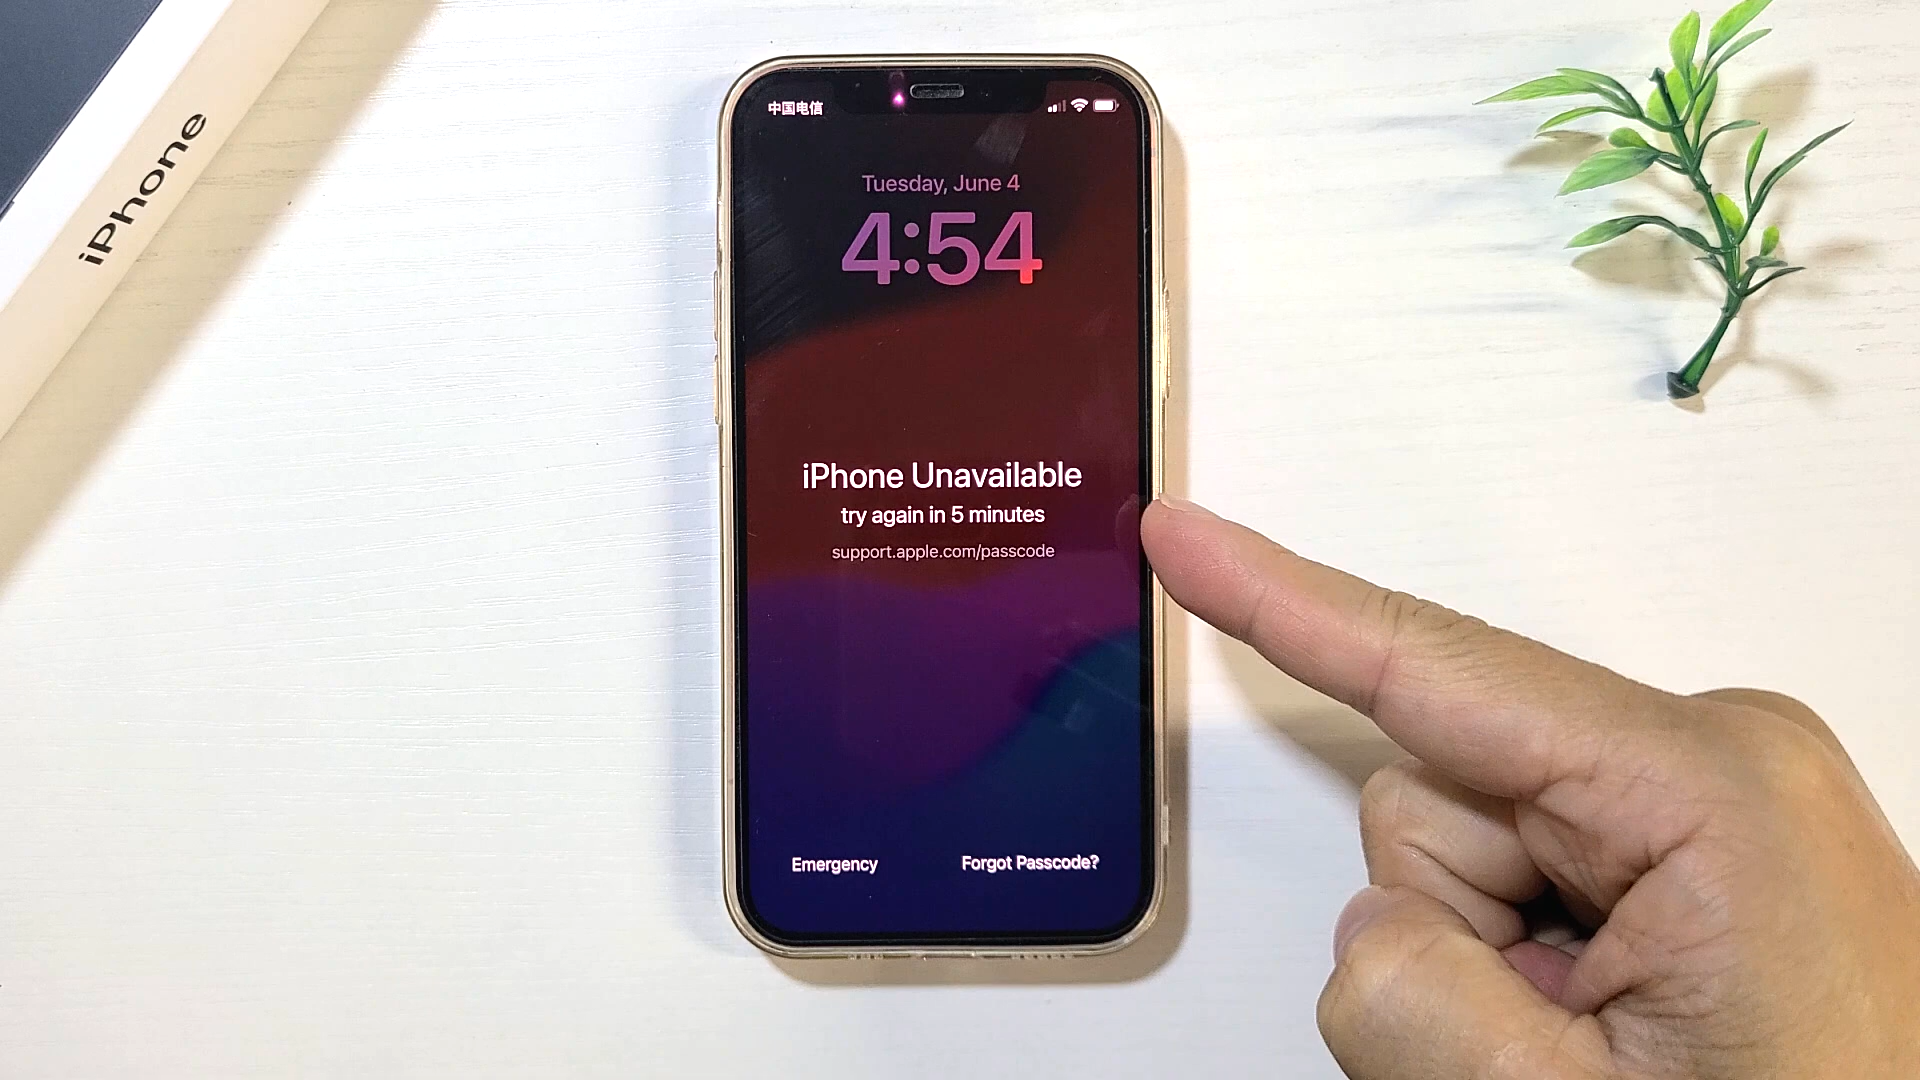 iPhone
中国电信
Tuesday, June 4
4:54
iPhone Unavailable
try again in 5 minutes
support.apple.com/passcode
Emergency
Forgot Passcode?